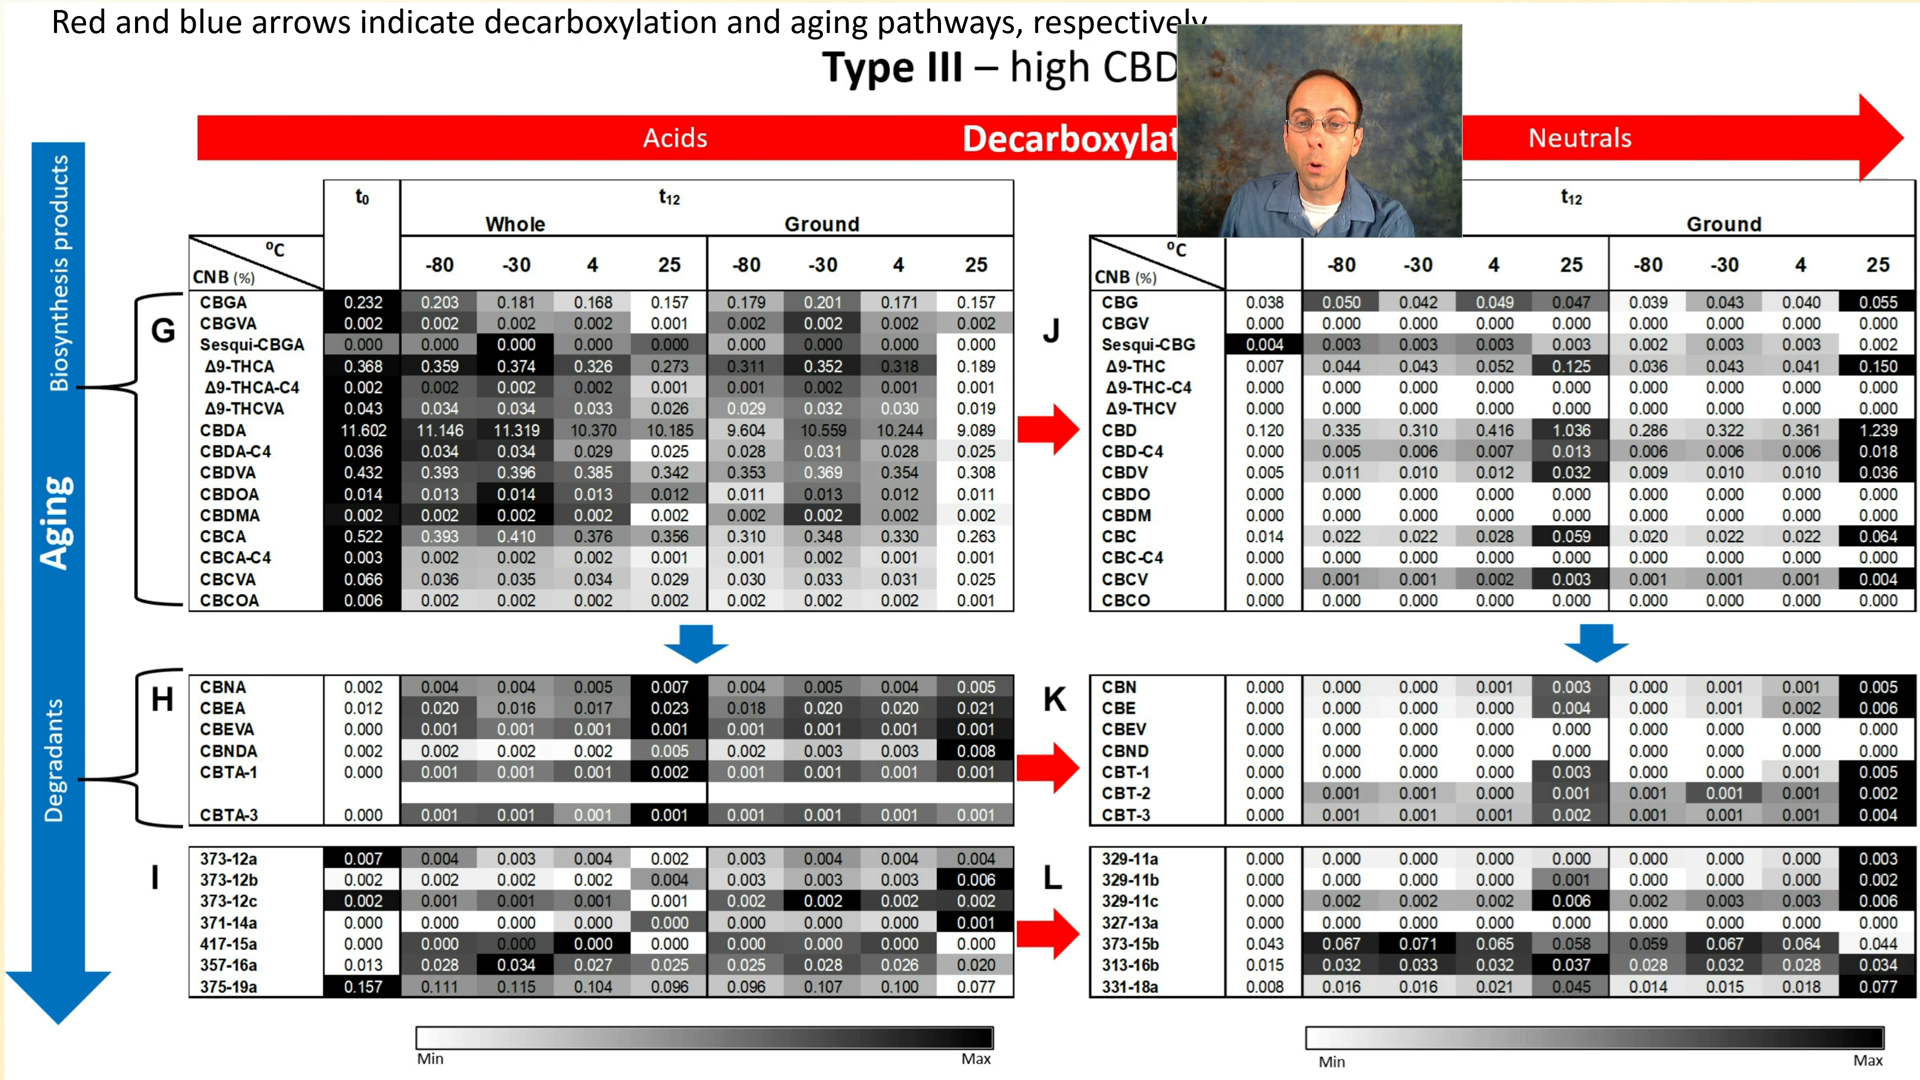 Red and blue arrows indicate decarboxylation and aging pathways, respectively
Type III – high CBD
Acids Decarboxylat Neutrals
Biosynthesis products
Aging
Degradants
t₀ t₁₂
Whole Ground
ºC
CNB (%) -80 -30 4 25 -80 -30 4 25
G
CBGA 0.232 0.203 0.181 0.168 0.157 0.179 0.201 0.171 0.157
CBGVA 0.002 0.002 0.002 0.002 0.001 0.002 0.002 0.002 0.002
Sesqui-CBGA 0.000 0.000 0.000 0.000 0.000 0.000 0.000 0.000 0.000
Δ9-THCA 0.368 0.359 0.374 0.326 0.273 0.311 0.352 0.318 0.189
Δ9-THCA-C4 0.002 0.002 0.002 0.002 0.001 0.001 0.002 0.001 0.001
Δ9-THCVA 0.043 0.034 0.034 0.033 0.026 0.029 0.032 0.030 0.019
CBDA 11.602 11.146 11.319 10.370 10.185 9.604 10.559 10.244 9.089
CBDA-C4 0.036 0.034 0.034 0.029 0.025 0.028 0.031 0.028 0.025
CBDVA 0.432 0.393 0.396 0.385 0.342 0.353 0.369 0.354 0.308
CBDOA 0.014 0.013 0.014 0.013 0.012 0.011 0.013 0.012 0.011
CBDMA 0.002 0.002 0.002 0.002 0.002 0.002 0.002 0.002 0.002
CBCA 0.522 0.393 0.410 0.376 0.356 0.310 0.348 0.330 0.263
CBCA-C4 0.003 0.002 0.002 0.002 0.001 0.001 0.002 0.001 0.001
CBCVA 0.066 0.036 0.035 0.034 0.029 0.030 0.033 0.031 0.025
CBCOA 0.006 0.002 0.002 0.002 0.002 0.002 0.002 0.002 0.001
H
CBNA 0.002 0.004 0.004 0.005 0.007 0.004 0.005 0.004 0.005
CBEA 0.012 0.020 0.016 0.017 0.023 0.018 0.020 0.020 0.021
CBEVA 0.000 0.001 0.001 0.001 0.001 0.001 0.001 0.001 0.001
CBNDA 0.002 0.002 0.002 0.002 0.005 0.002 0.003 0.003 0.008
CBTA-1 0.000 0.001 0.001 0.001 0.002 0.001 0.001 0.001 0.001
CBTA-3 0.000 0.001 0.001 0.001 0.001 0.001 0.001 0.001 0.001
I
373-12a 0.007 0.004 0.003 0.004 0.002 0.003 0.004 0.004 0.004
373-12b 0.002 0.002 0.002 0.002 0.004 0.003 0.003 0.003 0.006
373-12c 0.002 0.001 0.001 0.001 0.001 0.002 0.002 0.002 0.002
371-14a 0.000 0.000 0.000 0.000 0.000 0.000 0.000 0.000 0.001
417-15a 0.000 0.000 0.000 0.000 0.000 0.000 0.000 0.000 0.000
357-16a 0.013 0.028 0.034 0.027 0.025 0.025 0.028 0.026 0.020
375-19a 0.157 0.111 0.115 0.104 0.096 0.096 0.107 0.100 0.077
Min Max
t₁₂
Ground
ºC
CNB (%) -80 -30 4 25 -80 -30 4 25
J
CBG 0.038 0.050 0.042 0.049 0.047 0.039 0.043 0.040 0.055
CBGV 0.000 0.000 0.000 0.000 0.000 0.000 0.000 0.000 0.000
Sesqui-CBG 0.004 0.003 0.003 0.003 0.003 0.002 0.003 0.003 0.002
Δ9-THC 0.007 0.044 0.043 0.052 0.125 0.036 0.043 0.041 0.150
Δ9-THC-C4 0.000 0.000 0.000 0.000 0.000 0.000 0.000 0.000 0.000
Δ9-THCV 0.000 0.000 0.000 0.000 0.000 0.000 0.000 0.000 0.000
CBD 0.120 0.335 0.310 0.416 1.036 0.286 0.322 0.361 1.239
CBD-C4 0.000 0.005 0.006 0.007 0.013 0.006 0.006 0.006 0.018
CBDV 0.005 0.011 0.010 0.012 0.032 0.009 0.010 0.010 0.036
CBDO 0.000 0.000 0.000 0.000 0.000 0.000 0.000 0.000 0.000
CBDM 0.000 0.000 0.000 0.000 0.000 0.000 0.000 0.000 0.000
CBC 0.014 0.022 0.022 0.028 0.059 0.020 0.022 0.022 0.064
CBC-C4 0.000 0.000 0.000 0.000 0.000 0.000 0.000 0.000 0.000
CBCV 0.000 0.001 0.001 0.002 0.003 0.001 0.001 0.001 0.004
CBCO 0.000 0.000 0.000 0.000 0.000 0.000 0.000 0.000 0.000
K
CBN 0.000 0.000 0.000 0.001 0.003 0.000 0.001 0.001 0.005
CBE 0.000 0.000 0.000 0.000 0.004 0.000 0.001 0.002 0.006
CBEV 0.000 0.000 0.000 0.000 0.000 0.000 0.000 0.000 0.000
CBND 0.000 0.000 0.000 0.000 0.000 0.000 0.000 0.000 0.000
CBT-1 0.000 0.000 0.000 0.000 0.003 0.000 0.000 0.001 0.005
CBT-2 0.000 0.001 0.001 0.000 0.001 0.001 0.001 0.001 0.002
CBT-3 0.000 0.001 0.001 0.001 0.002 0.001 0.001 0.001 0.004
L
329-11a 0.000 0.000 0.000 0.000 0.000 0.000 0.000 0.000 0.003
329-11b 0.000 0.000 0.000 0.000 0.001 0.000 0.000 0.000 0.002
329-11c 0.000 0.002 0.002 0.002 0.006 0.002 0.003 0.003 0.006
327-13a 0.000 0.000 0.000 0.000 0.000 0.000 0.000 0.000 0.000
373-15b 0.043 0.067 0.071 0.065 0.058 0.059 0.067 0.064 0.044
313-16b 0.015 0.032 0.033 0.032 0.037 0.028 0.032 0.028 0.034
331-18a 0.008 0.016 0.016 0.021 0.045 0.014 0.015 0.018 0.077
Min Max